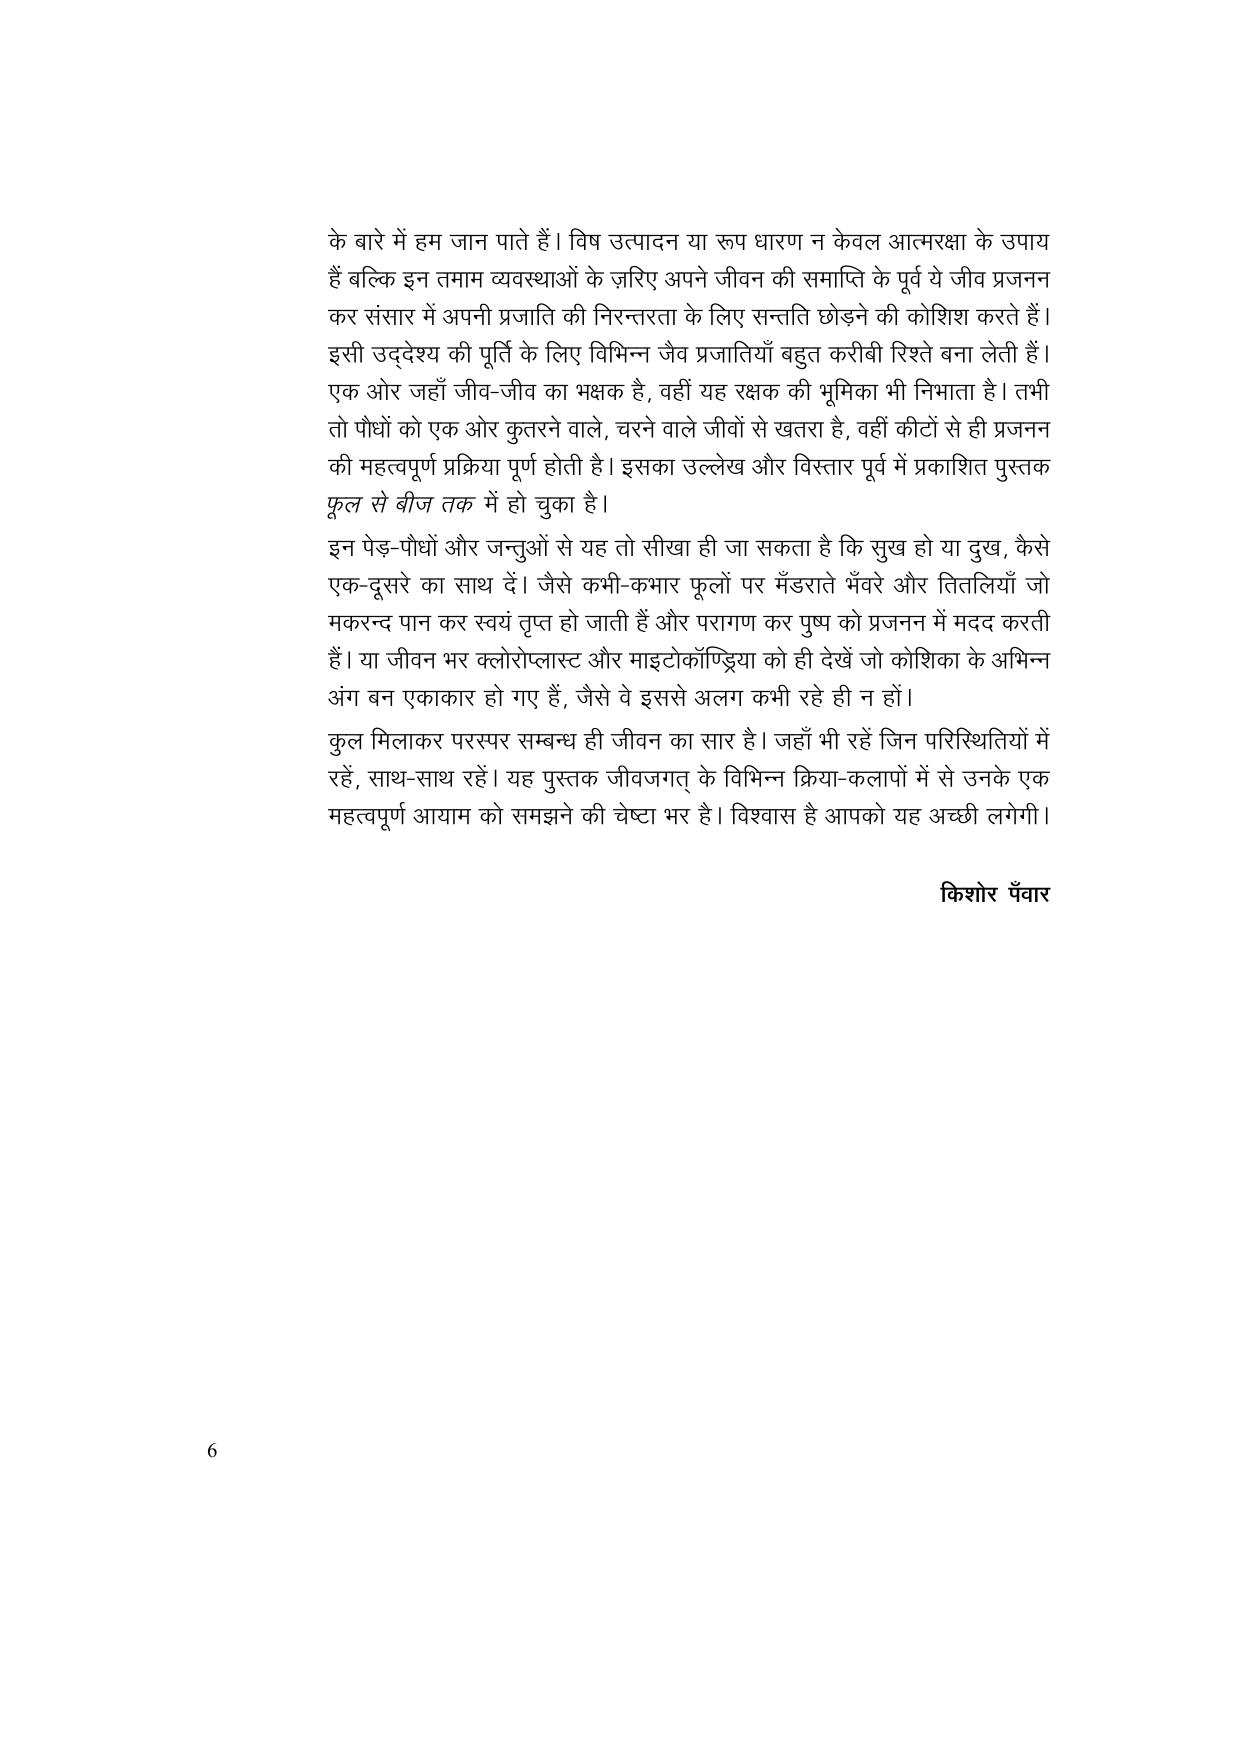 के बारे में हम जान पाते हैं। विष उत्पादन या रूप धारण न केवल आत्मरक्षा के उपाय
हैं बल्कि इन तमाम व्यवस्थाओं के ज़रिए अपने जीवन की समाप्ति के पूर्व ये जीव प्रजनन
कर संसार में अपनी प्रजाति की निरन्तरता के लिए सन्तति छोड़ने की कोशिश करते हैं।
इसी उद्देश्य की पूर्ति के लिए विभिन्न जैव प्रजातियाँ बहुत करीबी रिश्ते बना लेती हैं।
एक ओर जहाँ जीव-जीव का भक्षक है, वहीं यह रक्षक की भूमिका भी निभाता है। तभी
तो पौधों को एक ओर कुतरने वाले, चरने वाले जीवों से खतरा है, वहीं कीटों से ही प्रजनन
की महत्वपूर्ण प्रक्रिया पूर्ण होती है। इसका उल्लेख और विस्तार पूर्व में प्रकाशित पुस्तक
फूल से बीज तक में हो चुका है।
इन पेड़-पौधों और जन्तुओं से यह तो सीखा ही जा सकता है कि सुख हो या दुख, कैसे
एक-दूसरे का साथ दें। जैसे कभी-कभार फूलों पर मँडराते भँवरे और तितलियाँ जो
मकरन्द पान कर स्वयं तृप्त हो जाती हैं और परागण कर पुष्प को प्रजनन में मदद करती
हैं। या जीवन भर क्लोरोप्लास्ट और माइटोकॉण्ड्रिया को ही देखें जो कोशिका के अभिन्न
अंग बन एकाकार हो गए हैं, जैसे वे इससे अलग कभी रहे ही न हों।
कुल मिलाकर परस्पर सम्बन्ध ही जीवन का सार है। जहाँ भी रहें जिन परिस्थितियों में
रहें, साथ-साथ रहें। यह पुस्तक जीवजगत् के विभिन्न क्रिया-कलापों में से उनके एक
महत्वपूर्ण आयाम को समझने की चेष्टा भर है। विश्वास है आपको यह अच्छी लगेगी।
किशोर पँवार
6